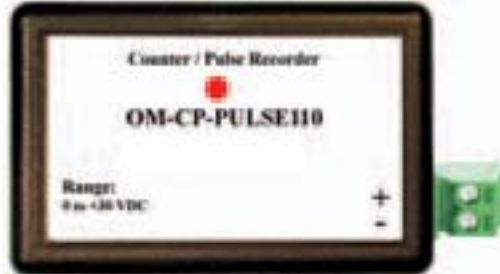 Counter / Pulse Recorder
OM-CP-PULSE110
Range:
0 to +30 VDC
+
-